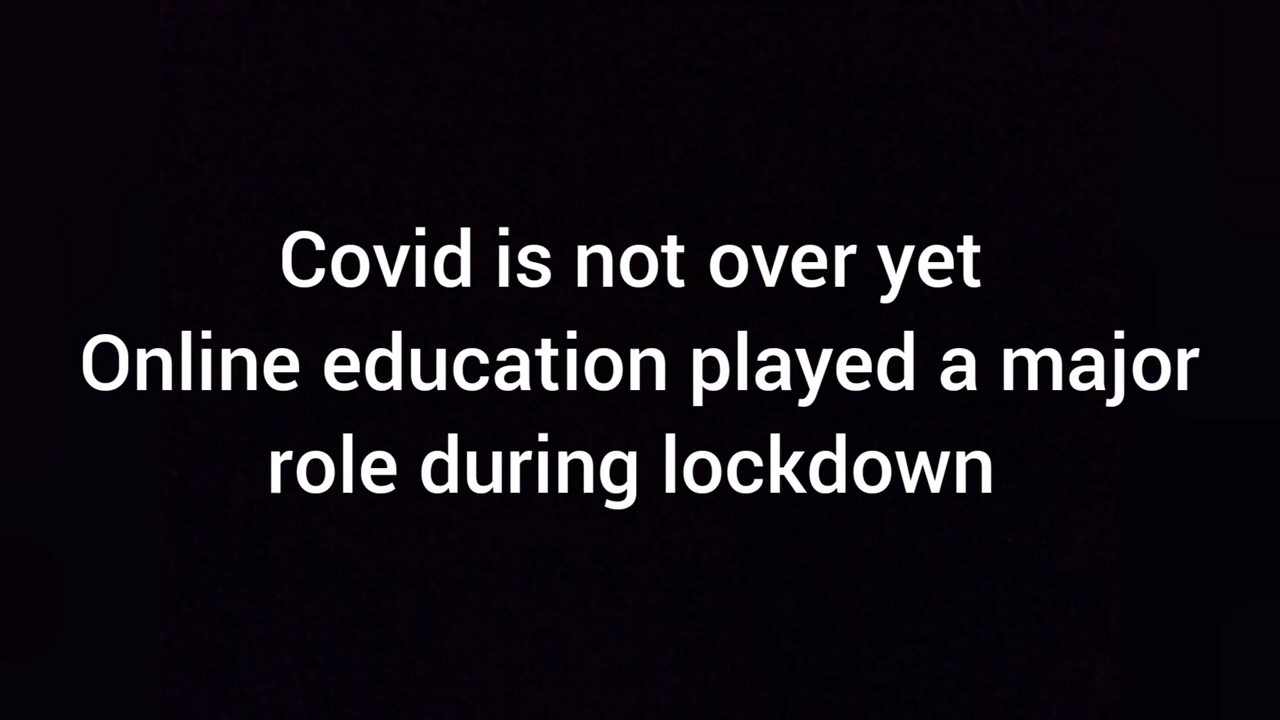 Covid is not over yet
Online education played a major
role during lockdown